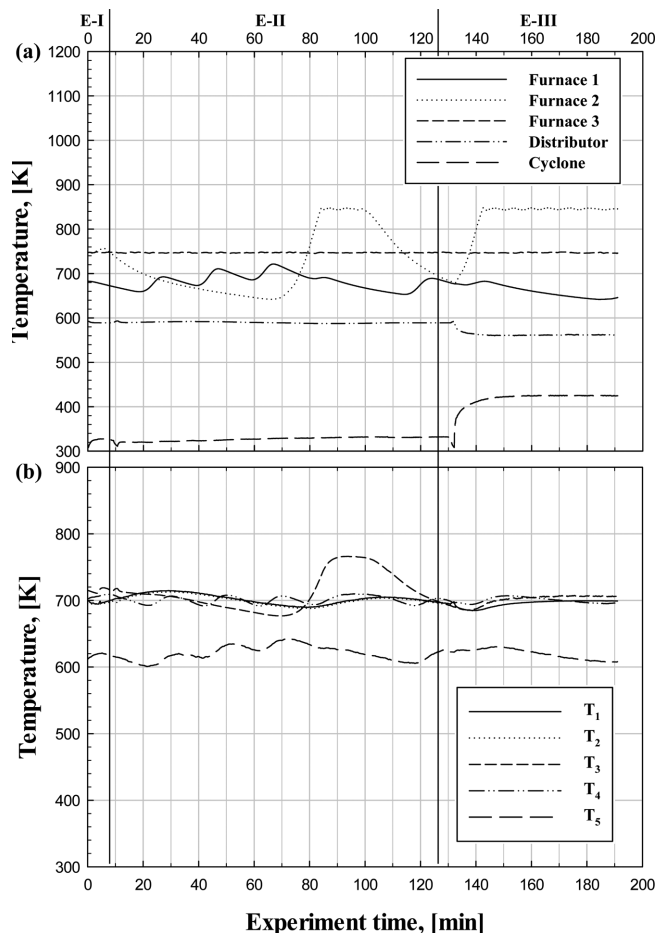 E-I E-II E-III
(a)
1200
1100
1000
900
800
700
600
500
400
300
Temperature, [K]
Furnace 1
Furnace 2
Furnace 3
Distributor
Cyclone
0 20 40 60 80 100 120 140 160 180 200
(b)
900
800
700
600
500
400
300
Temperature, [K]
T1
T2
T3
T4
T5
0 20 40 60 80 100 120 140 160 180 200
Experiment time, [min]